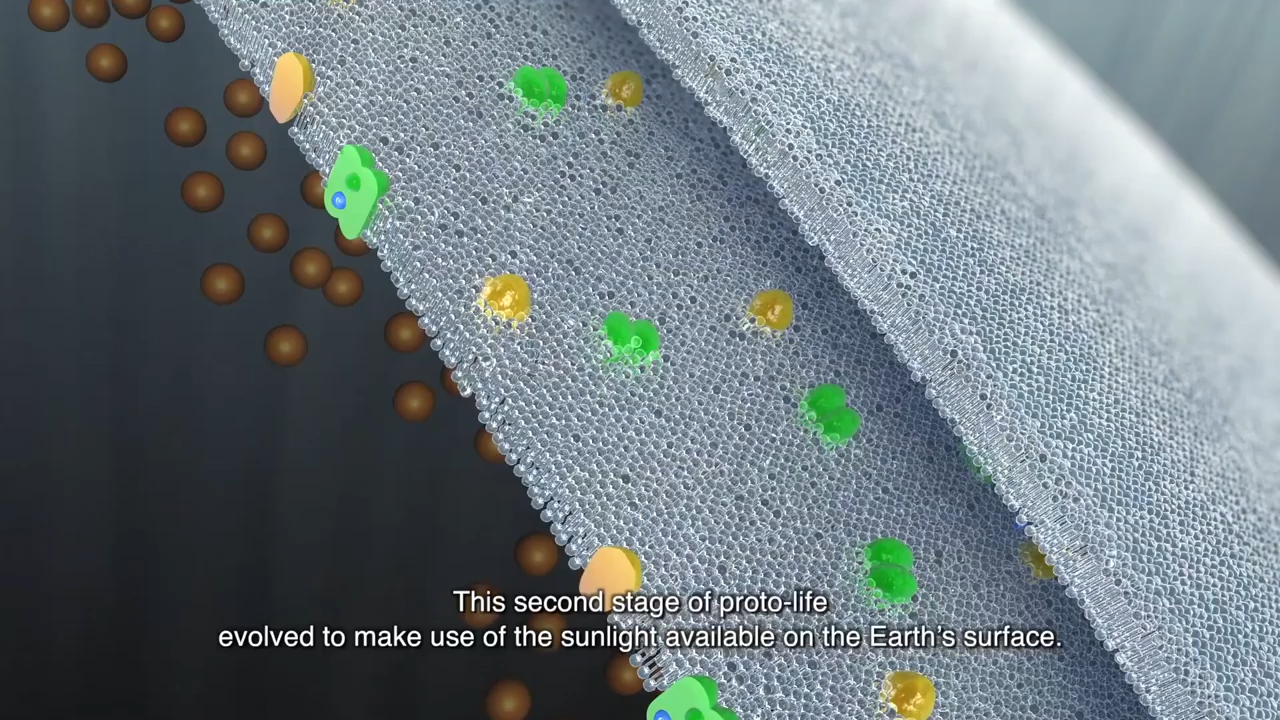 This second stage of proto-life
evolved to make use of the sunlight available on the Earth's surface.